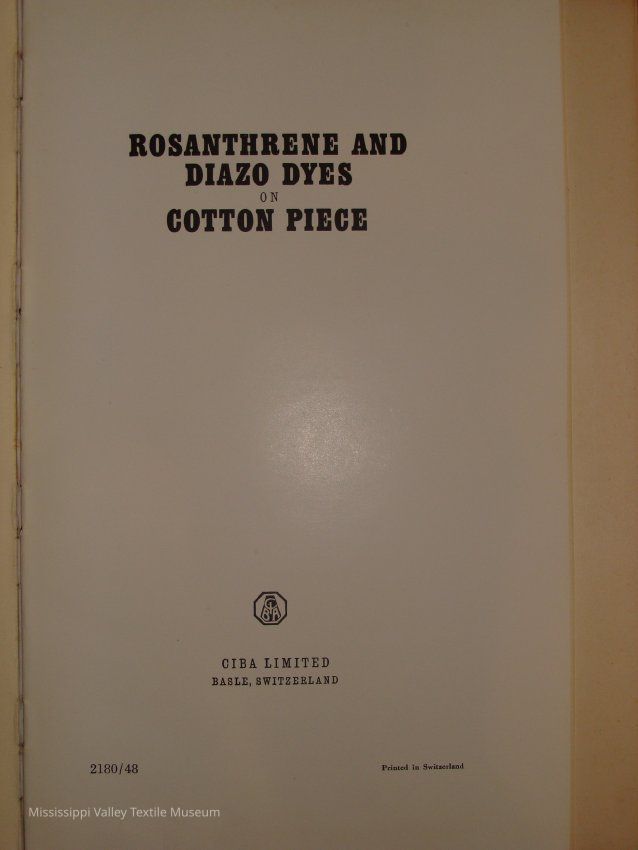 ROSANTHRENE AND
DIAZO DYES
ON
COTTON PIECE
CIBA
CIBA LIMITED
BASLE, SWITZERLAND
2180/48
Printed in Switzerland
Mississippi Valley Textile Museum